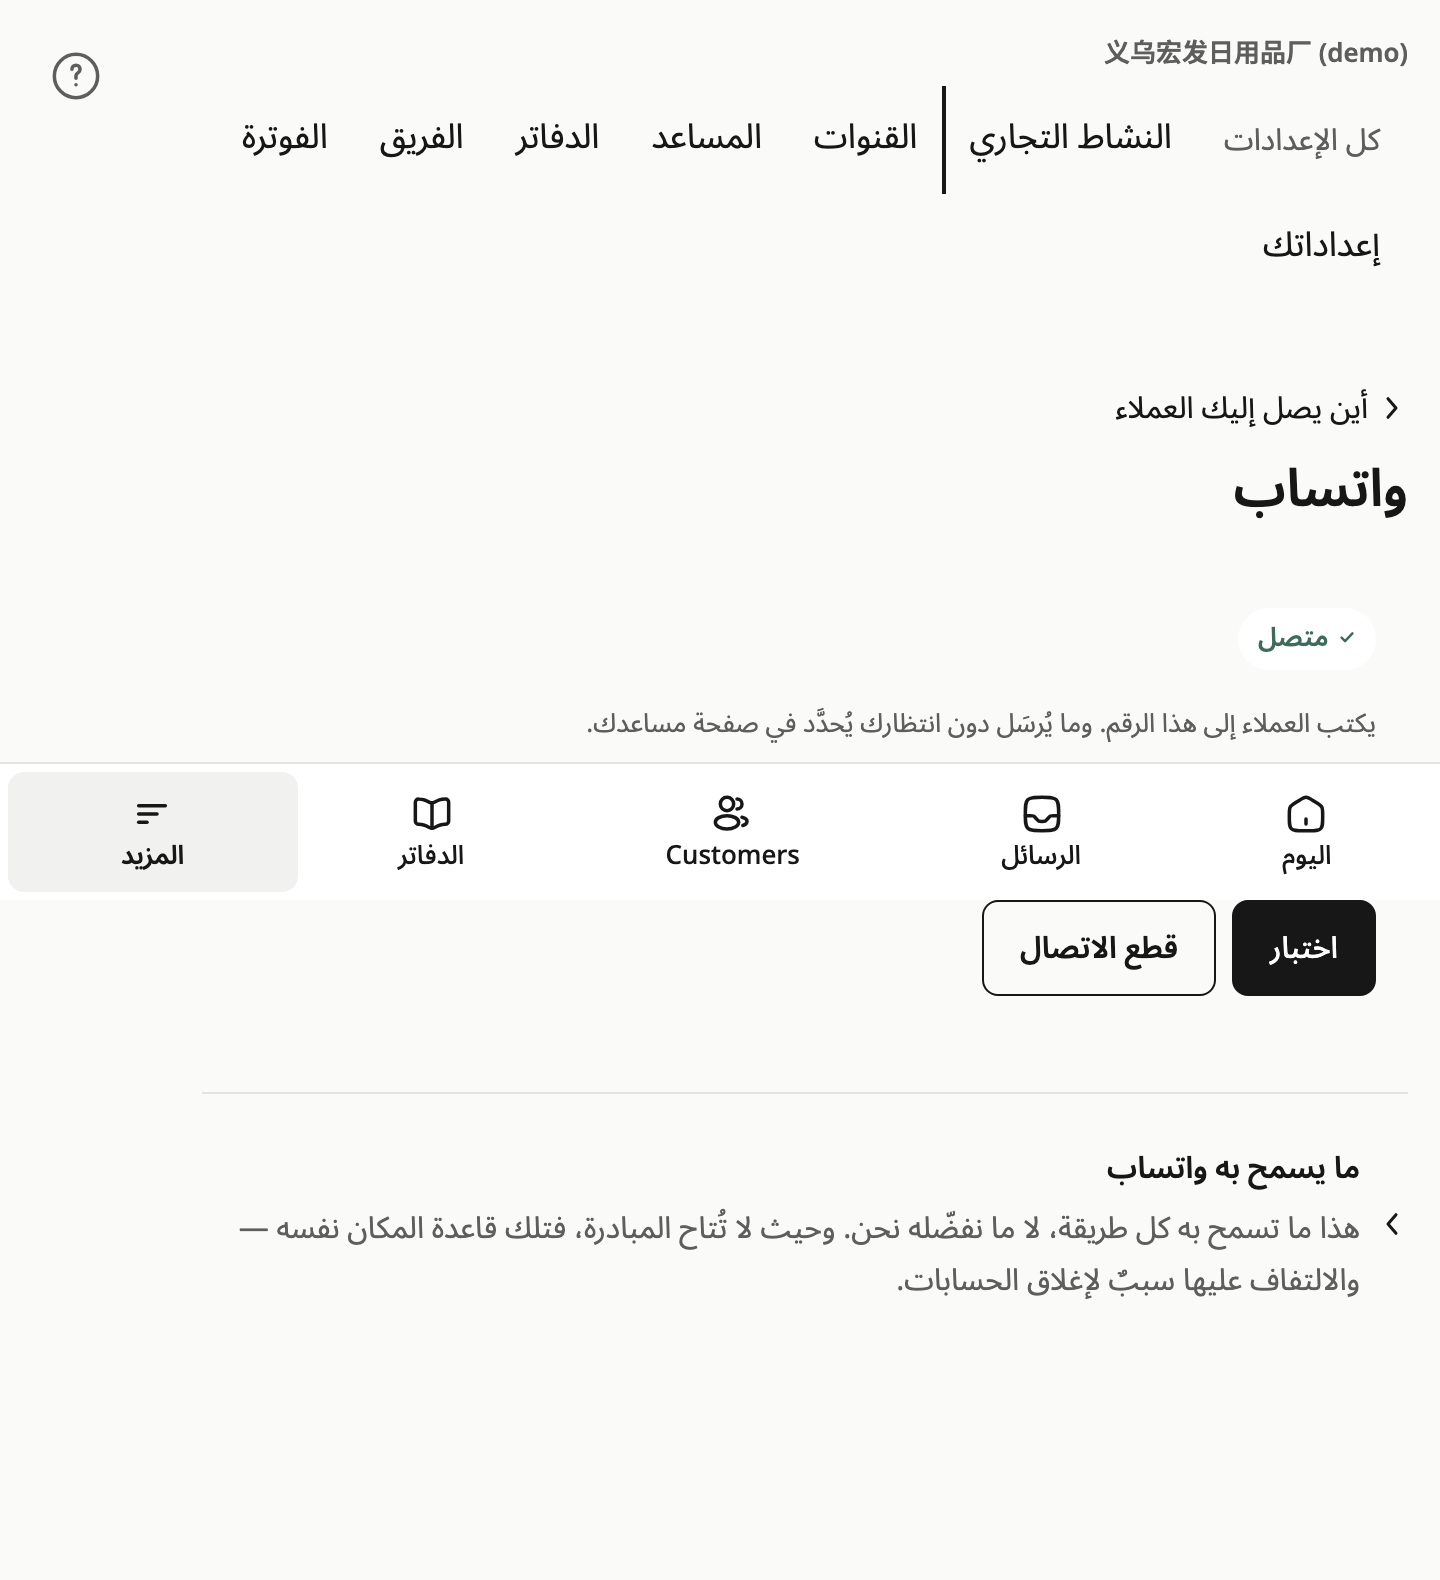 义乌宏发日用品厂 (demo)
كل الإعدادات
النشاط التجاري
القنوات
المساعد
الدفاتر
الفريق
الفوترة
إعداداتك
أين يصل إليك العملاء
واتساب
متصل
يكتب العملاء إلى هذا الرقم. وما يُرسَل دون انتظارك يُحدَّد في صفحة مساعدك.
اليوم
الرسائل
Customers
الدفاتر
المزيد
اختبار
قطع الاتصال
ما يسمح به واتساب
هذا ما تسمح به كل طريقة، لا ما نفضّله نحن. وحيث لا تُتاح المبادرة، فتلك قاعدة المكان نفسه —
والالتفاف عليها سببٌ لإغلاق الحسابات.